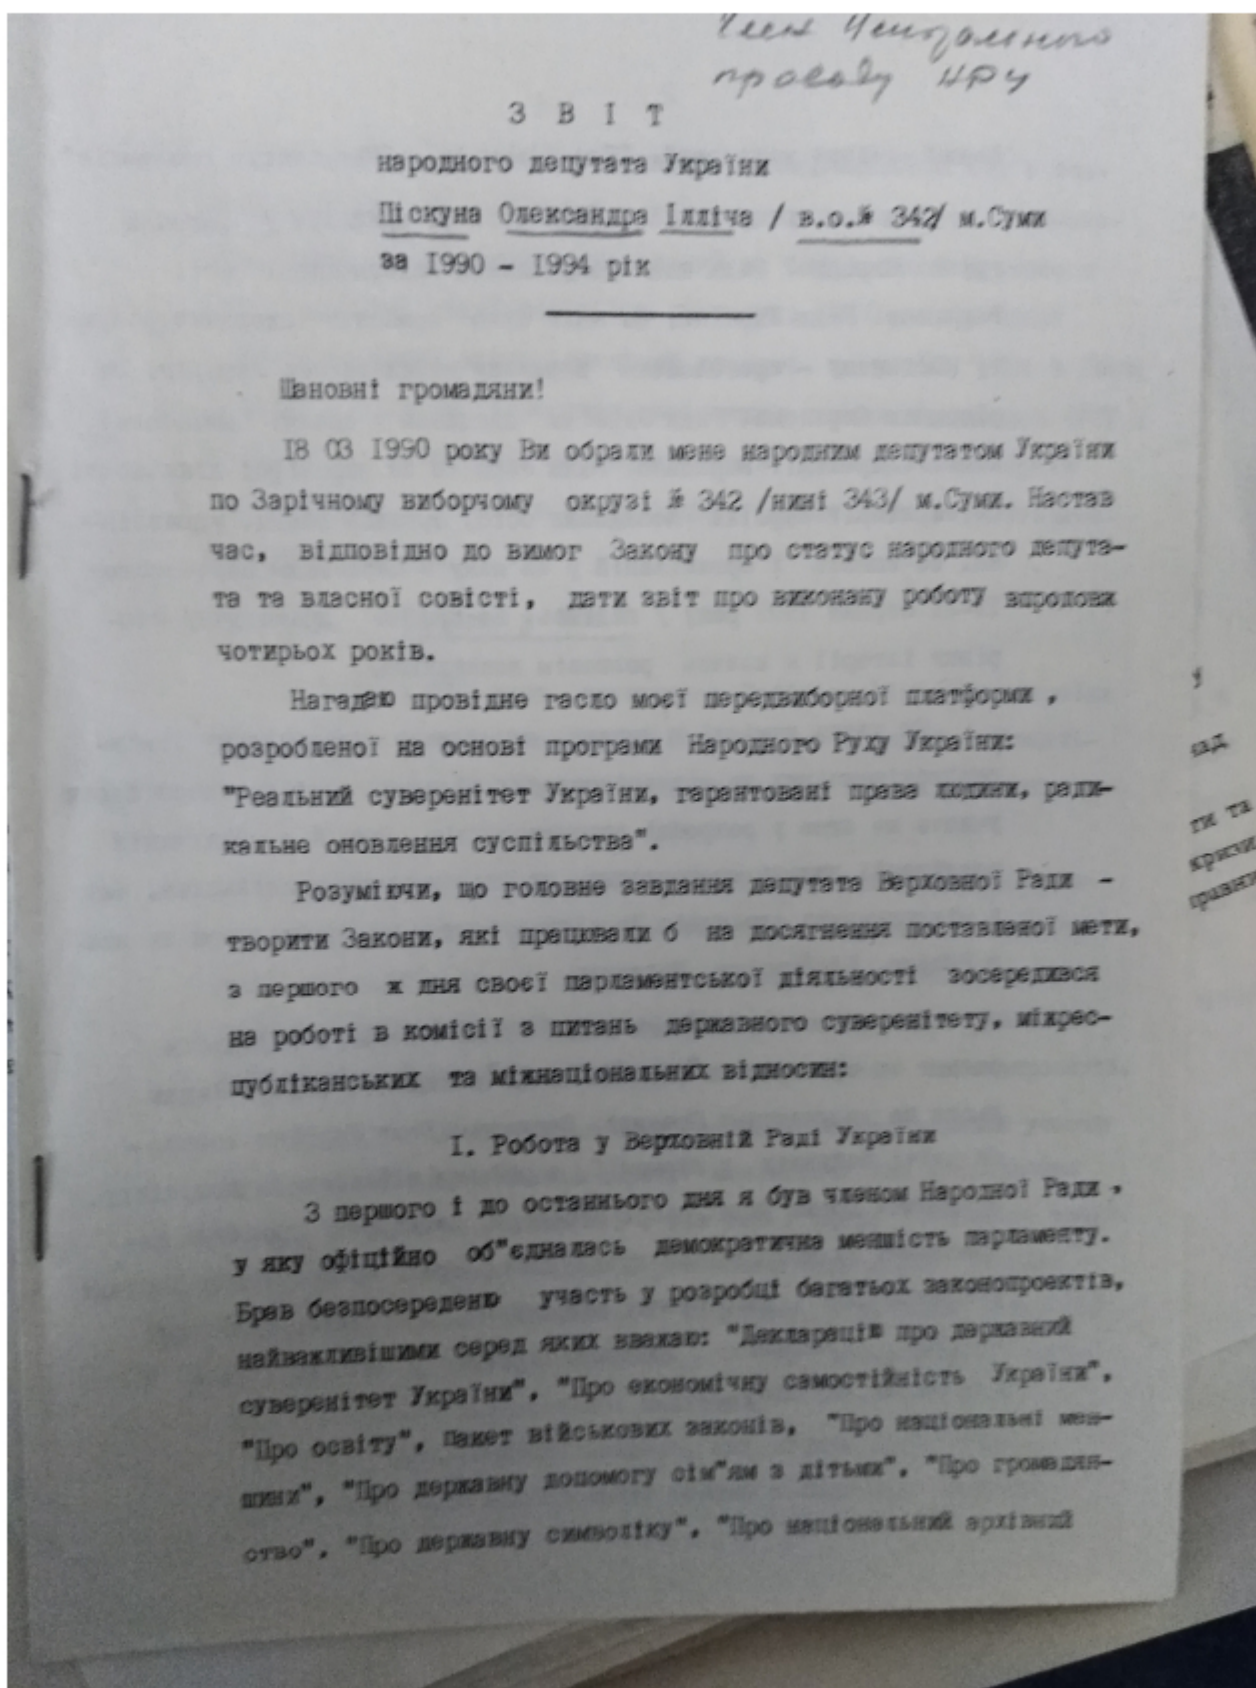 Член Центрального
проводу НРУ
З В І Т
народного депутата України
Піскуна Олександра Ілліча / в.о.№ 342/ м.Суми
за 1990 - 1994 рік
Шановні громадяни!
18 03 1990 року Ви обрали мене народним депутатом України
по Зарічному виборчому окрузі № 342 /нині 343/ м.Суми. Настав
час, відповідно до вимог Закону про статус народного депута-
та та власної совісті, дати звіт про виконану роботу впродовж
чотирьох років.
Нагадаю провідне гасло моєї передвиборної платформи ,
розробленої на основі програми Народного Руху України:
"Реальний суверенітет України, гарантовані права людини, ради-
кальне оновлення суспільства".
Розуміючи, що головне завдання депутата Верховної Ради -
творити Закони, які працювали б на досягнення поставленої мети,
з першого ж дня своєї парламентської діяльності зосередився
на роботі в комісії з питань державного суверенітету, міжрес-
публіканських та міжнаціональних відносин:
І. Робота у Верховній Раді України
З першого і до останнього дня я був членом Народної Ради ,
у яку офіційно об"єдналась демократична меншість парламенту.
Брав безпосереденю участь у розробці багатьох законопроектів,
найважливішими серед яких вважаю: "Декларацію про державний
суверенітет України", "Про економічну самостійність України",
"Про освіту", пакет військових законів, "Про національні мен-
шини", "Про державну допомогу сім"ям з дітьми", "Про громадян-
ство", "Про державну символіку", "Про національний архівний
у
ти та
кризи